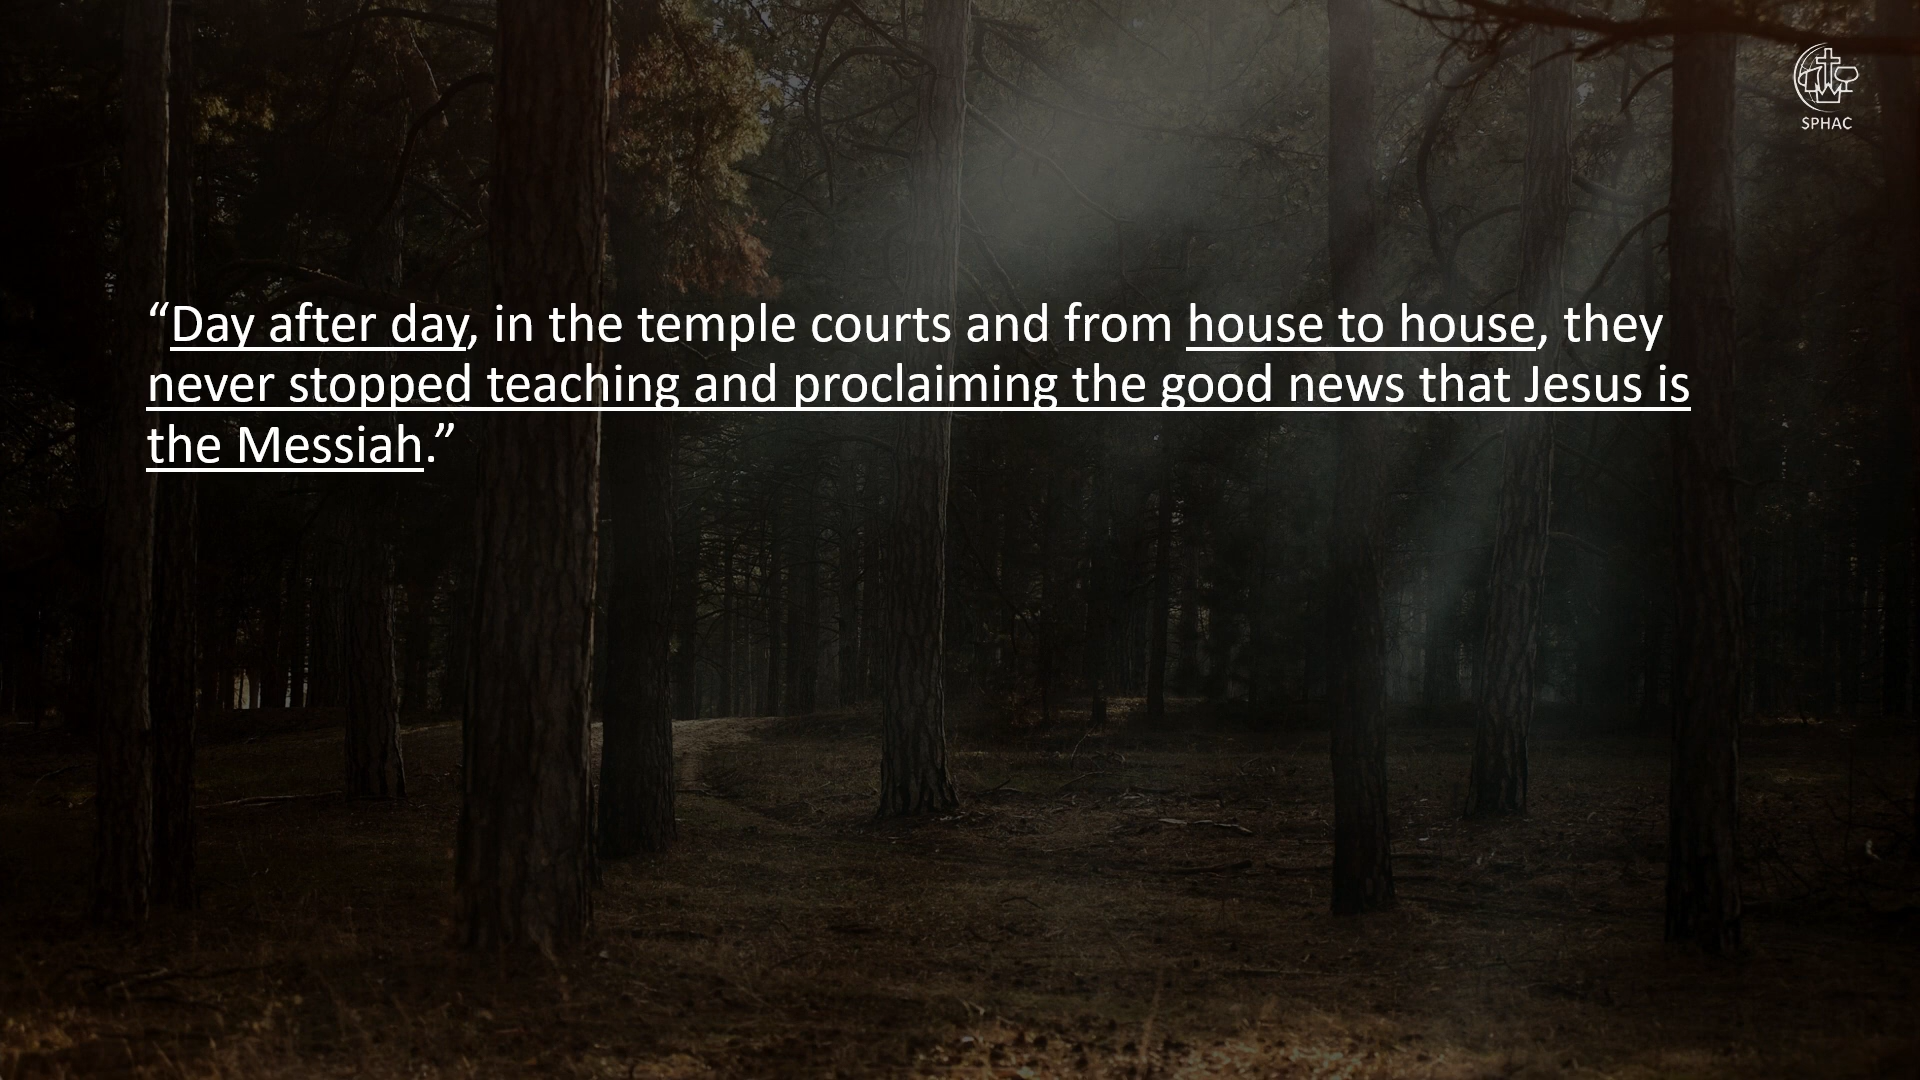 SPHAC
“Day after day, in the temple courts and from house to house, they
never stopped teaching and proclaiming the good news that Jesus is
the Messiah.”